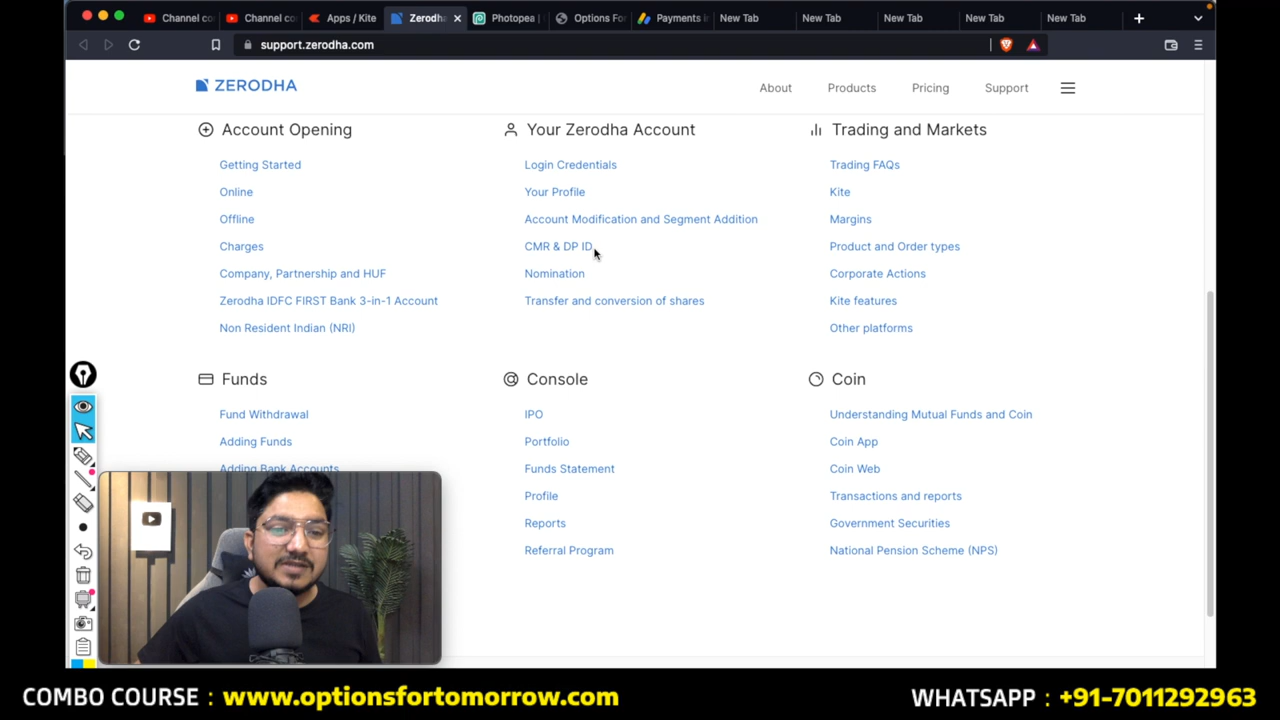 Channel co
Channel co
Apps / Kite
Zerodh
Photopea |
Options For
Payments i
New Tab
New Tab
New Tab
New Tab
New Tab
support.zerodha.com
ZERODHA
About
Products
Pricing
Support
Account Opening
Getting Started
Online
Offline
Charges
Company, Partnership and HUF
Zerodha IDFC FIRST Bank 3-in-1 Account
Non Resident Indian (NRI)
Your Zerodha Account
Login Credentials
Your Profile
Account Modification and Segment Addition
CMR & DP ID
Nomination
Transfer and conversion of shares
Trading and Markets
Trading FAQs
Kite
Margins
Product and Order types
Corporate Actions
Kite features
Other platforms
Funds
Fund Withdrawal
Adding Funds
Adding Bank Accounts
Console
IPO
Portfolio
Funds Statement
Profile
Reports
Referral Program
Coin
Understanding Mutual Funds and Coin
Coin App
Coin Web
Transactions and reports
Government Securities
National Pension Scheme (NPS)
COMBO COURSE : www.optionsfortomorrow.com
WHATSAPP : +91-7011292963